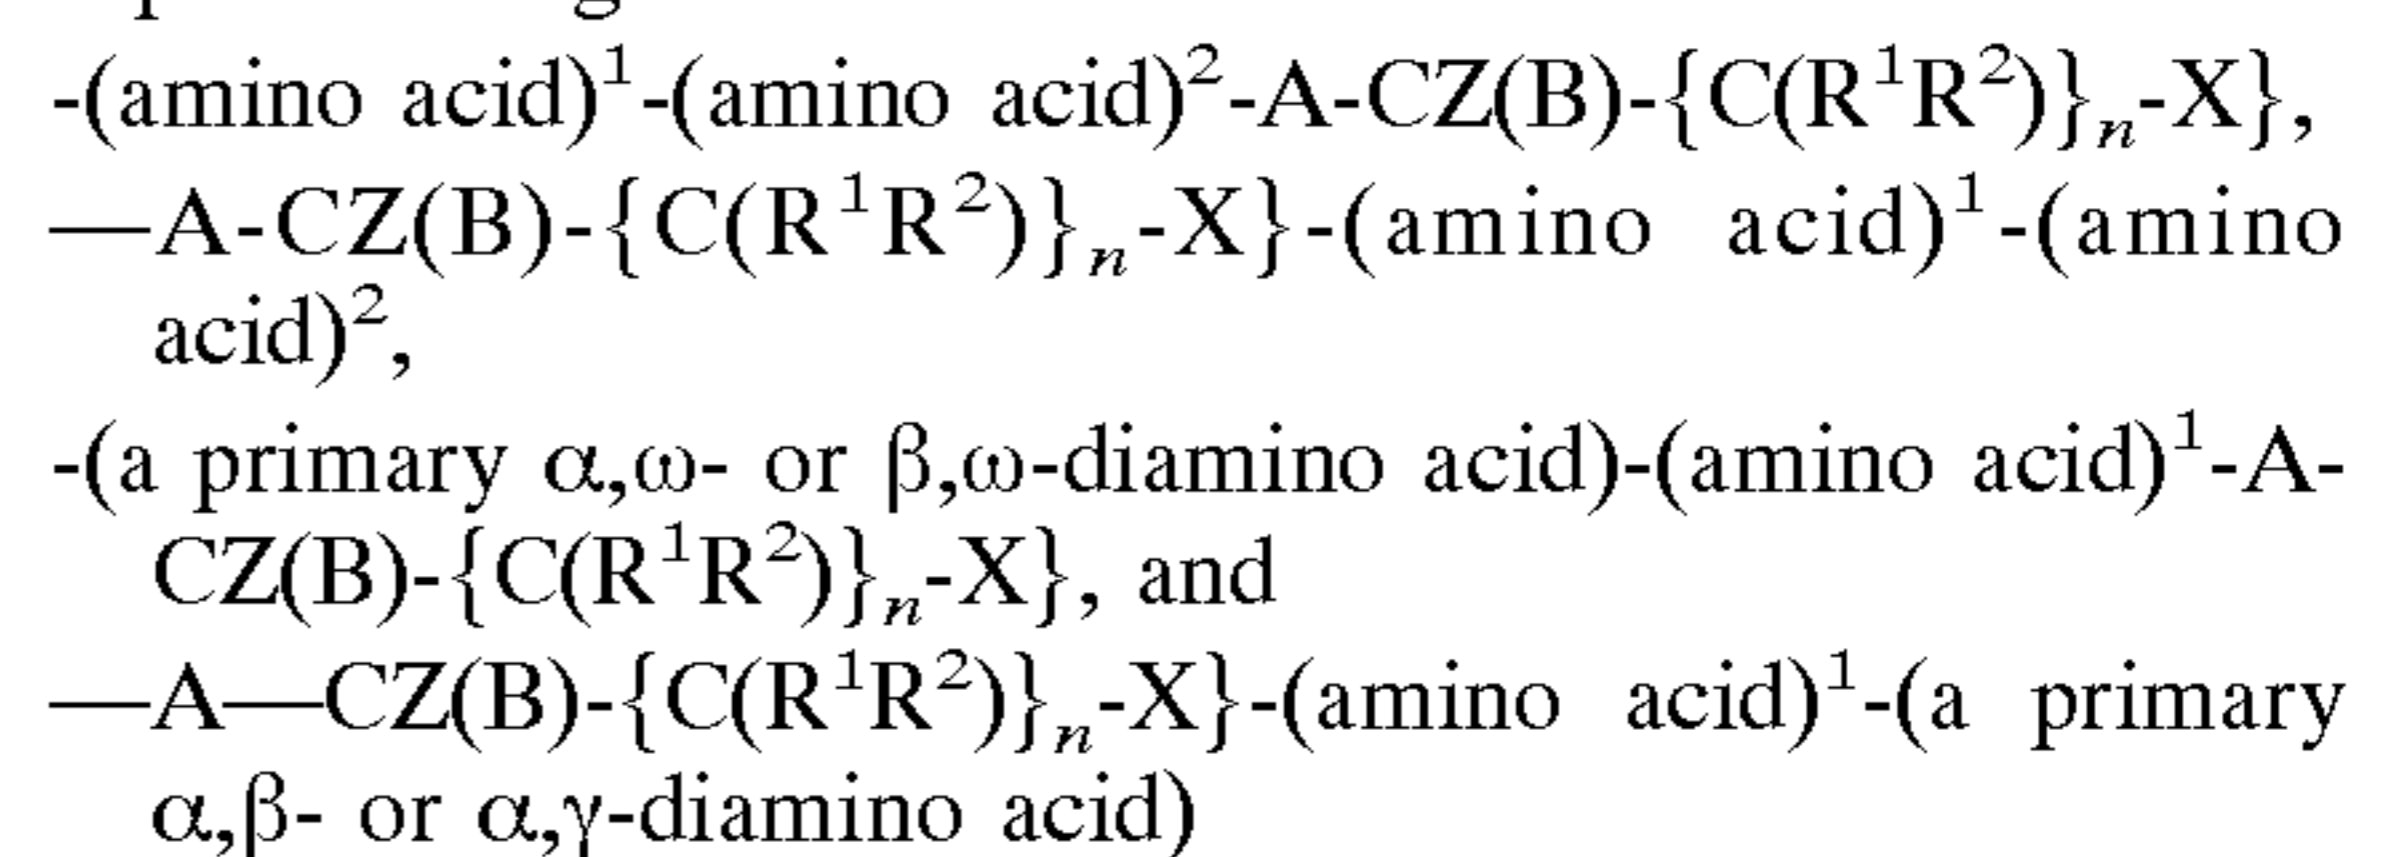 -(amino acid)¹-(amino acid)²-A-CZ(B)-{C(R¹R²)}ₙ-X},
—A-CZ(B)-{C(R¹R²)}ₙ-X}-(amino acid)¹-(amino
acid)²,
-(a primary α,ω- or β,ω-diamino acid)-(amino acid)¹-A-
CZ(B)-{C(R¹R²)}ₙ-X}, and
—A—CZ(B)-{C(R¹R²)}ₙ-X}-(amino acid)¹-(a primary
α,β- or α,γ-diamino acid)